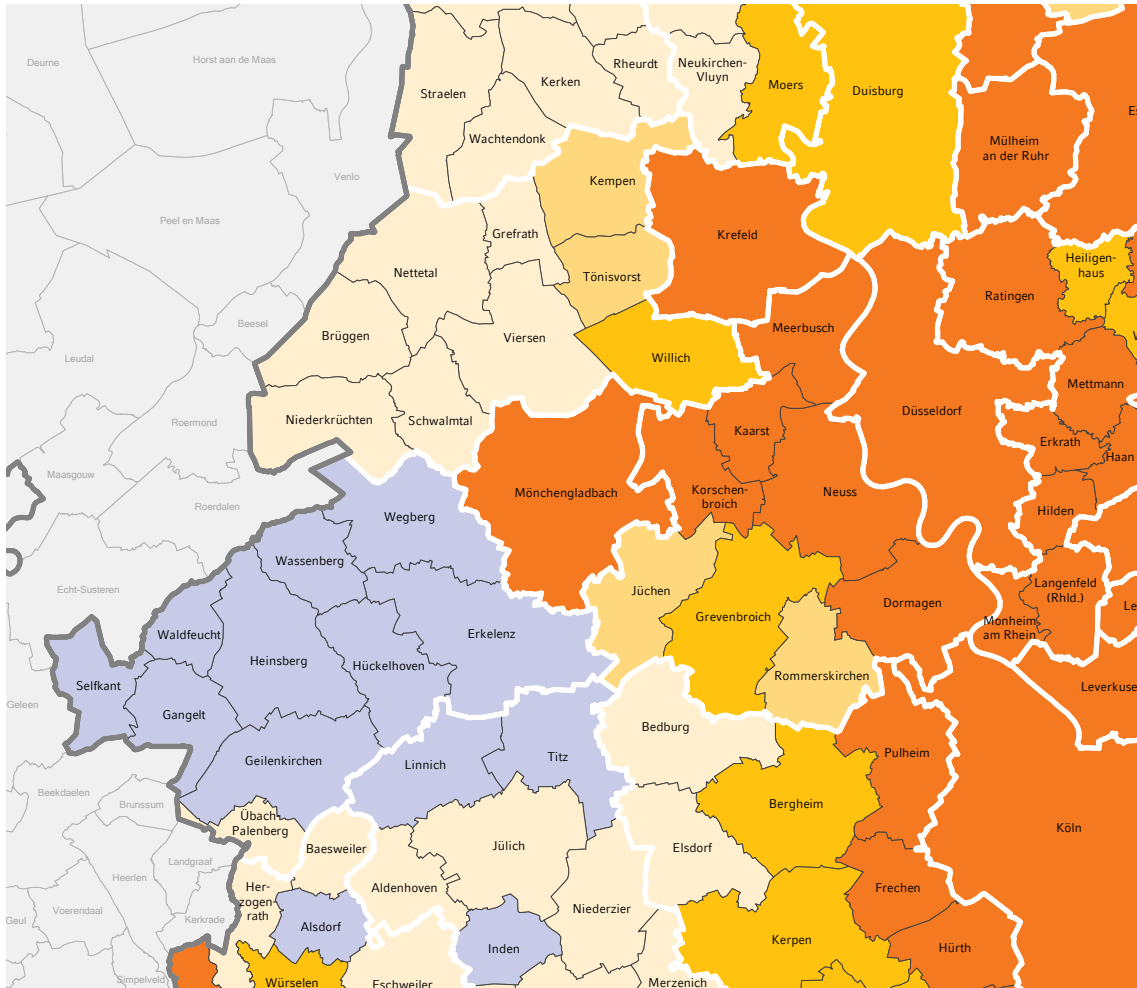 Deurne
Horst aan de Maas
Rheurdt
Neukirchen-
Vluyn
Kerken
Moers
Duisburg
Straelen
Wachtendonk
Mülheim
an der Ruhr
Venlo
Kempen
Peel en Maas
Grefrath
Krefeld
Nettetal
Tönisvorst
Heiligen-
haus
Ratingen
Beesel
Brüggen
Viersen
Meerbusch
Leudal
Willich
Mettmann
Niederkrüchten
Schwalmtal
Roermond
Kaarst
Düsseldorf
Erkrath
Haan
Maasgouw
Mönchengladbach
Korschen-
broich
Neuss
Roerdalen
Wegberg
Hilden
Wassenberg
Echt-Susteren
Jüchen
Langenfeld
(Rhld.)
Dormagen
Le
Grevenbroich
Monheim
am Rhein
Waldfeucht
Erkelenz
Heinsberg
Hückelhoven
Rommerskirchen
Selfkant
Leverkuse
Geleen
Gangelt
Bedburg
Pulheim
Geilenkirchen
Linnich
Titz
Beekdaelen
Brunssum
Bergheim
Übach-
Palenberg
Köln
Baesweiler
Jülich
Elsdorf
Landgraaf
Heerlen
Her-
zogen-
rath
Aldenhoven
Frechen
Voerendaal
Niederzier
Geul
Kerkrade
Alsdorf
Inden
Kerpen
Hürth
Simpelveld
Würselen
Eschweiler
Merzenich